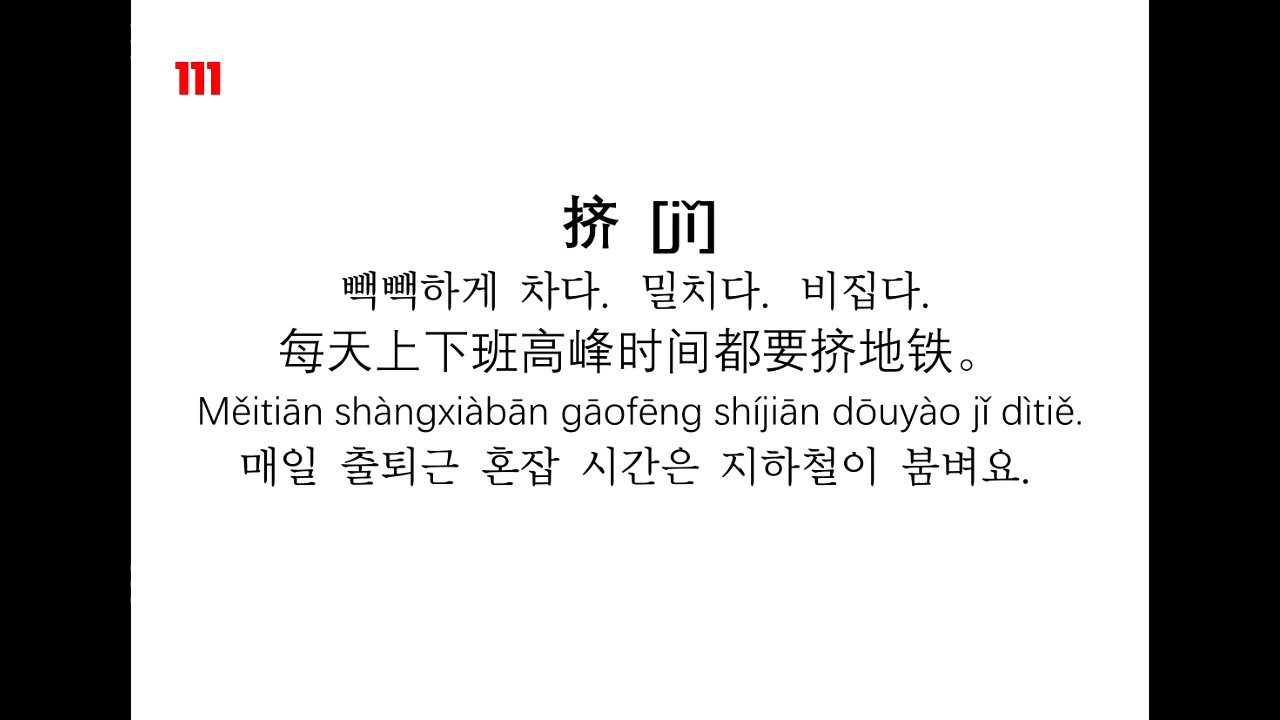 111
挤 [jǐ]
빽빽하게 차다. 밀치다. 비집다.
每天上下班高峰时间都要挤地铁。
Měitiān shàngxiàbān gāofēng shíjiān dōuyào jǐ dìtiě.
매일 출퇴근 혼잡 시간은 지하철이 붐벼요.